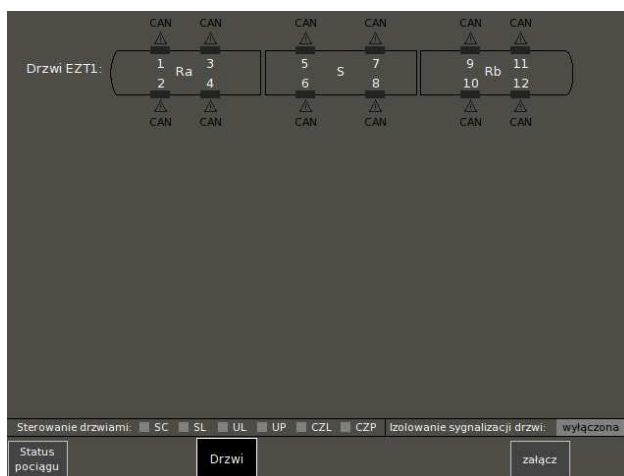 CAN CAN CAN CAN CAN CAN
Drzwi EZT1: 1 Ra 3 5 S 7 9 Rb 11
2 4 6 8 10 12
CAN CAN CAN CAN CAN CAN
Sterowanie drzwiami: SC SL UL UP CZL CZP Izolowanie sygnalizacji drzwi: wyłączona
Status
pociągu
Drzwi
załącz